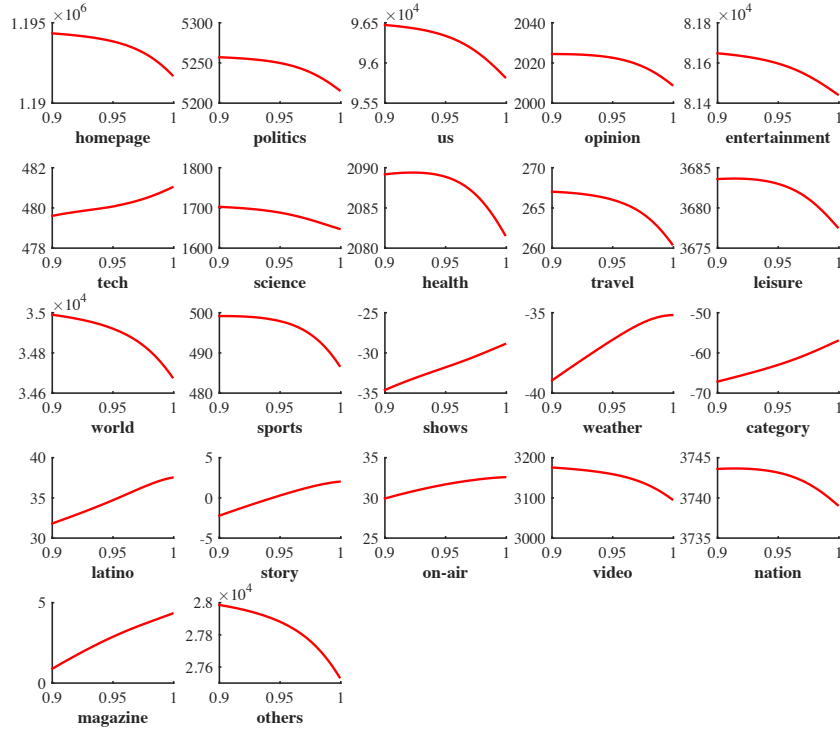 ×10^6 ×10^4 ×10^4
1.195 5300 9.65 2040 8.18
5250 9.6 2020 8.16
1.19 5200 9.55 2000 8.14
0.9 0.95 1 0.9 0.95 1 0.9 0.95 1 0.9 0.95 1 0.9 0.95 1
homepage politics us opinion entertainment
482 1800 2090 270 3685
480 1700 2085 265 3680
478 1600 2080 260 3675
0.9 0.95 1 0.9 0.95 1 0.9 0.95 1 0.9 0.95 1 0.9 0.95 1
tech science health travel leisure
×10^4
3.5 500 -25 -35 -50
3.48 490 -30 -60
3.46 480 -35 -40 -70
0.9 0.95 1 0.9 0.95 1 0.9 0.95 1 0.9 0.95 1 0.9 0.95 1
world sports shows weather category
40 5 35 3200 3745
35 0 30 3100 3740
30 -5 25 3000 3735
0.9 0.95 1 0.9 0.95 1 0.9 0.95 1 0.9 0.95 1 0.9 0.95 1
latino story on-air video nation
×10^4
5 2.8
2.78
2.76
0
0.9 0.95 1 0.9 0.95 1
magazine others